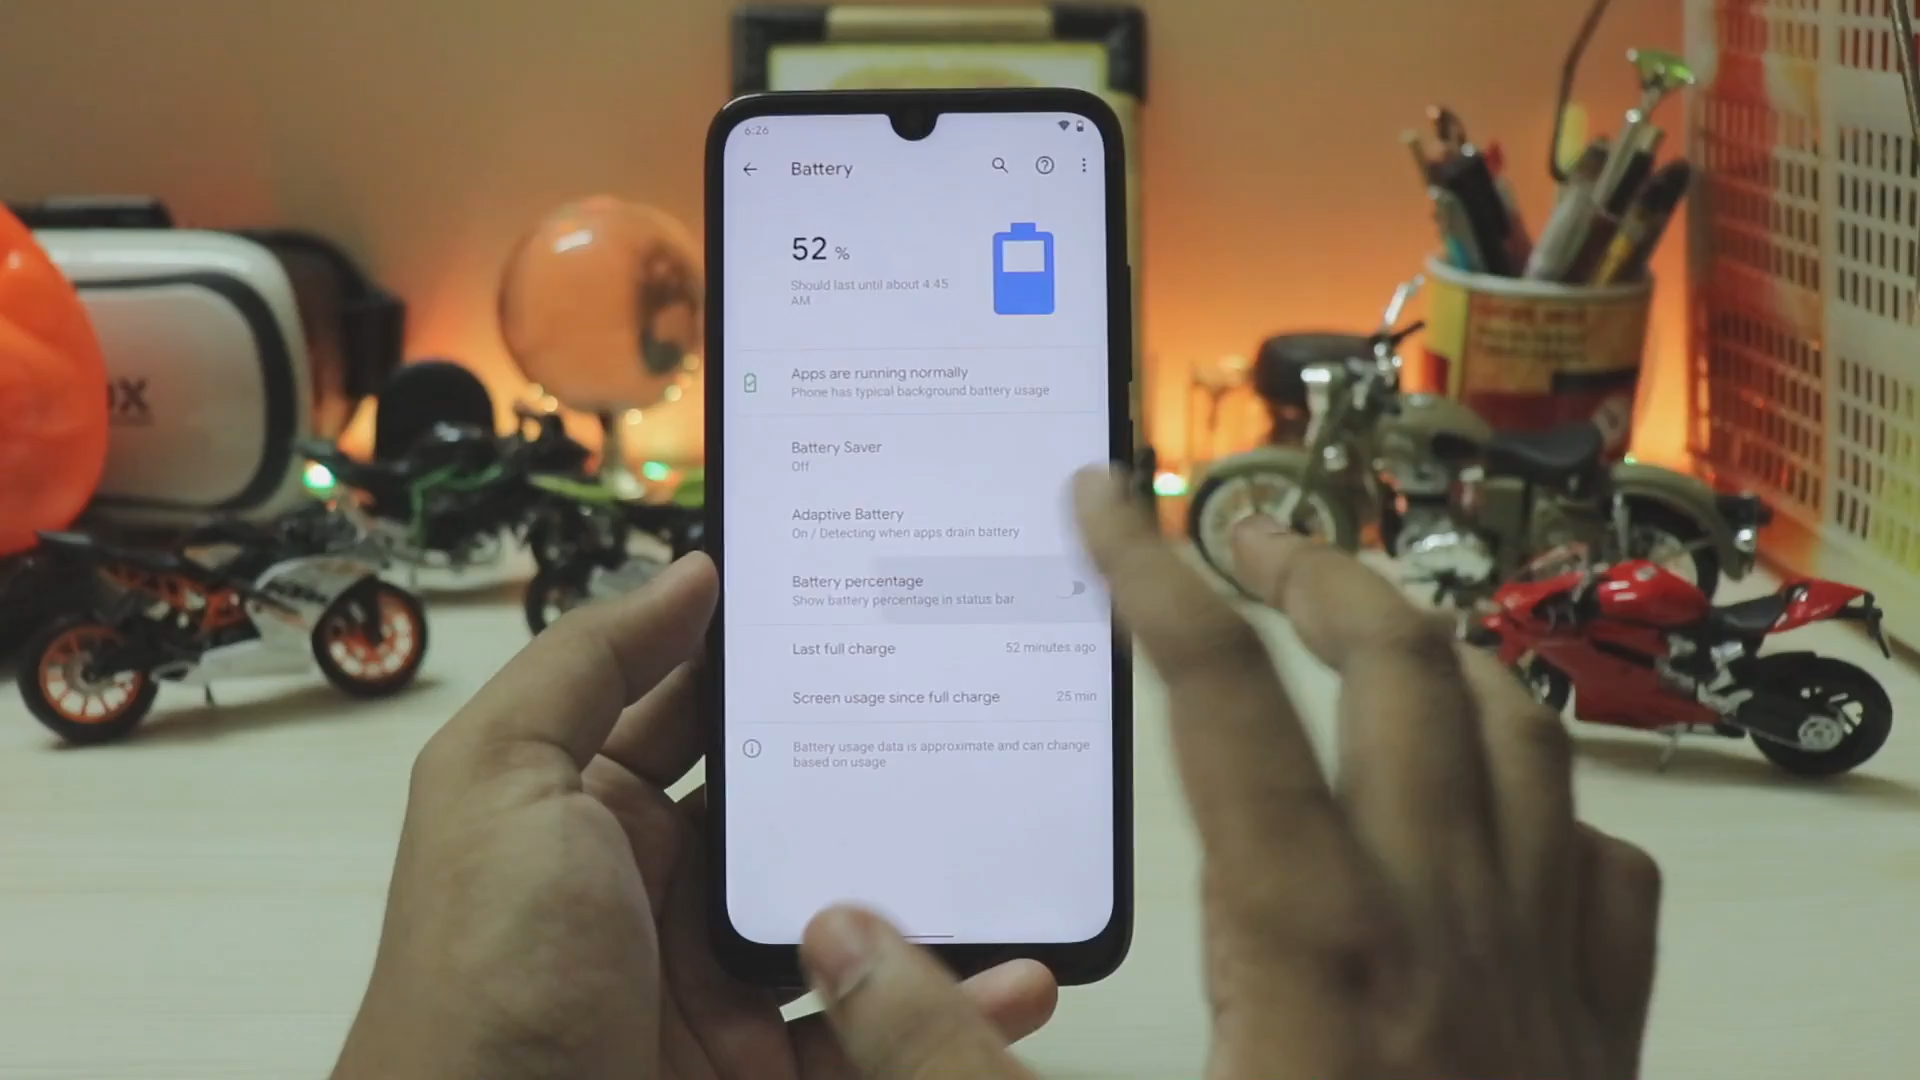 6:26
Battery
52 %
Should last until about 4:45
AM
Apps are running normally
Phone has typical background battery usage
Battery Saver
Off
Adaptive Battery
On / Detecting when apps drain battery
Battery percentage
Show battery percentage in status bar
Last full charge
52 minutes ago
Screen usage since full charge
25 min
Battery usage data is approximate and can change
based on usage